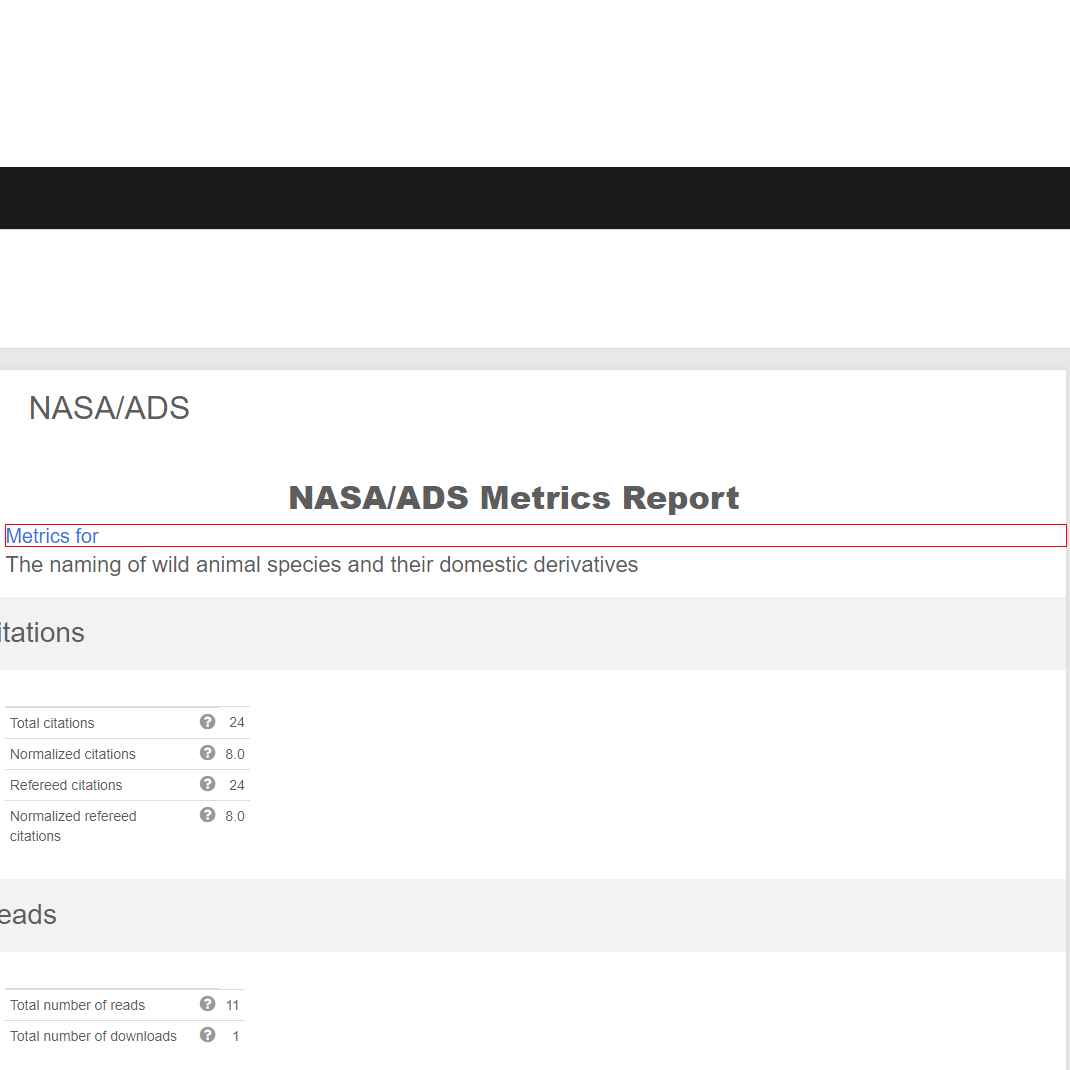 NASA/ADS
NASA/ADS Metrics Report
Metrics for
The naming of wild animal species and their domestic derivatives
itations
Total citations 24
Normalized citations 8.0
Refereed citations 24
Normalized refereed citations 8.0
eads
Total number of reads 11
Total number of downloads 1